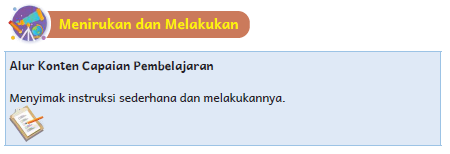 Menirukan dan Melakukan
Alur Konten Capaian Pembelajaran
Menyimak instruksi sederhana dan melakukannya.